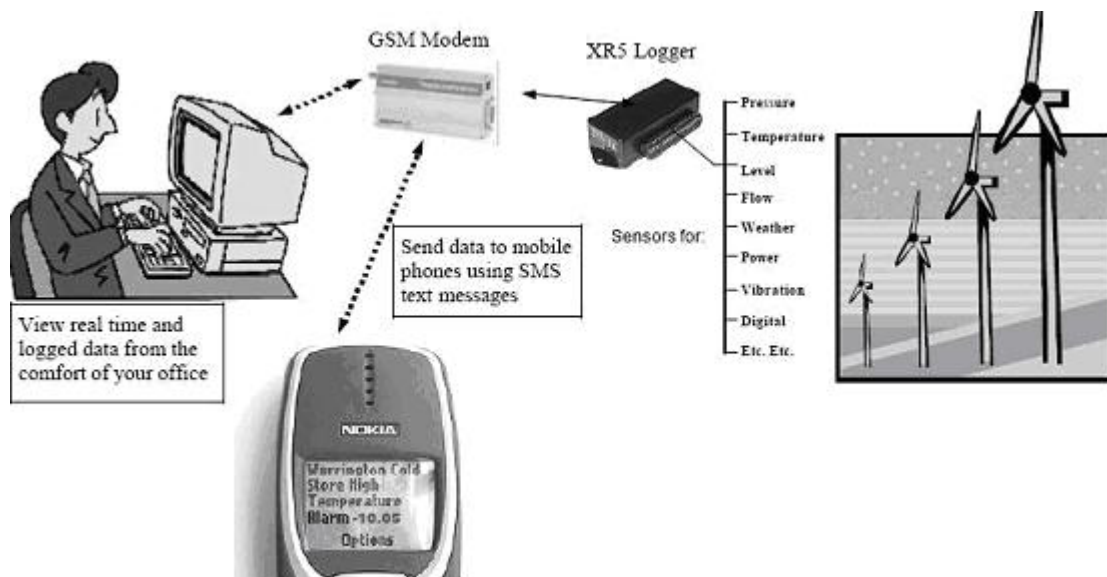 GSM Modem
XR5 Logger
Pressure
Temperature
Level
Flow
Sensors for:
Weather
Power
Vibration
Digital
Etc. Etc.
Send data to mobile
phones using SMS
text messages
View real time and
logged data from the
comfort of your office
NOKIA
Warrington Cold
Store High
Temperature
Alarm -10.05
Options